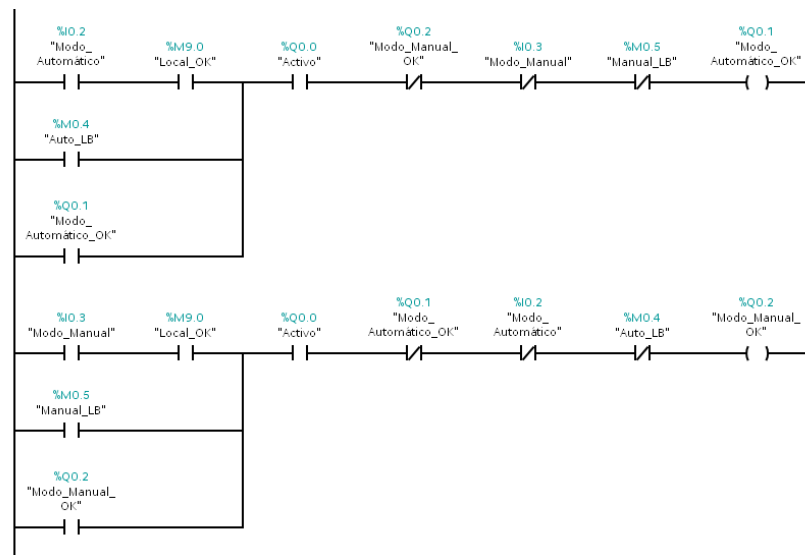 %I0.2
"Modo_
Automático"
%M9.0
"Local_OK"
%Q0.0
"Activo"
%Q0.2
"Modo_Manual_
OK"
%I0.3
"Modo_Manual"
%M0.5
"Manual_LB"
%Q0.1
"Modo_
Automático_OK"
%M0.4
"Auto_LB"
%Q0.1
"Modo_
Automático_OK"
%I0.3
"Modo_Manual"
%M9.0
"Local_OK"
%Q0.0
"Activo"
%Q0.1
"Modo_
Automático_OK"
%I0.2
"Modo_
Automático"
%M0.4
"Auto_LB"
%Q0.2
"Modo_Manual_
OK"
%M0.5
"Manual_LB"
%Q0.2
"Modo_Manual_
OK"